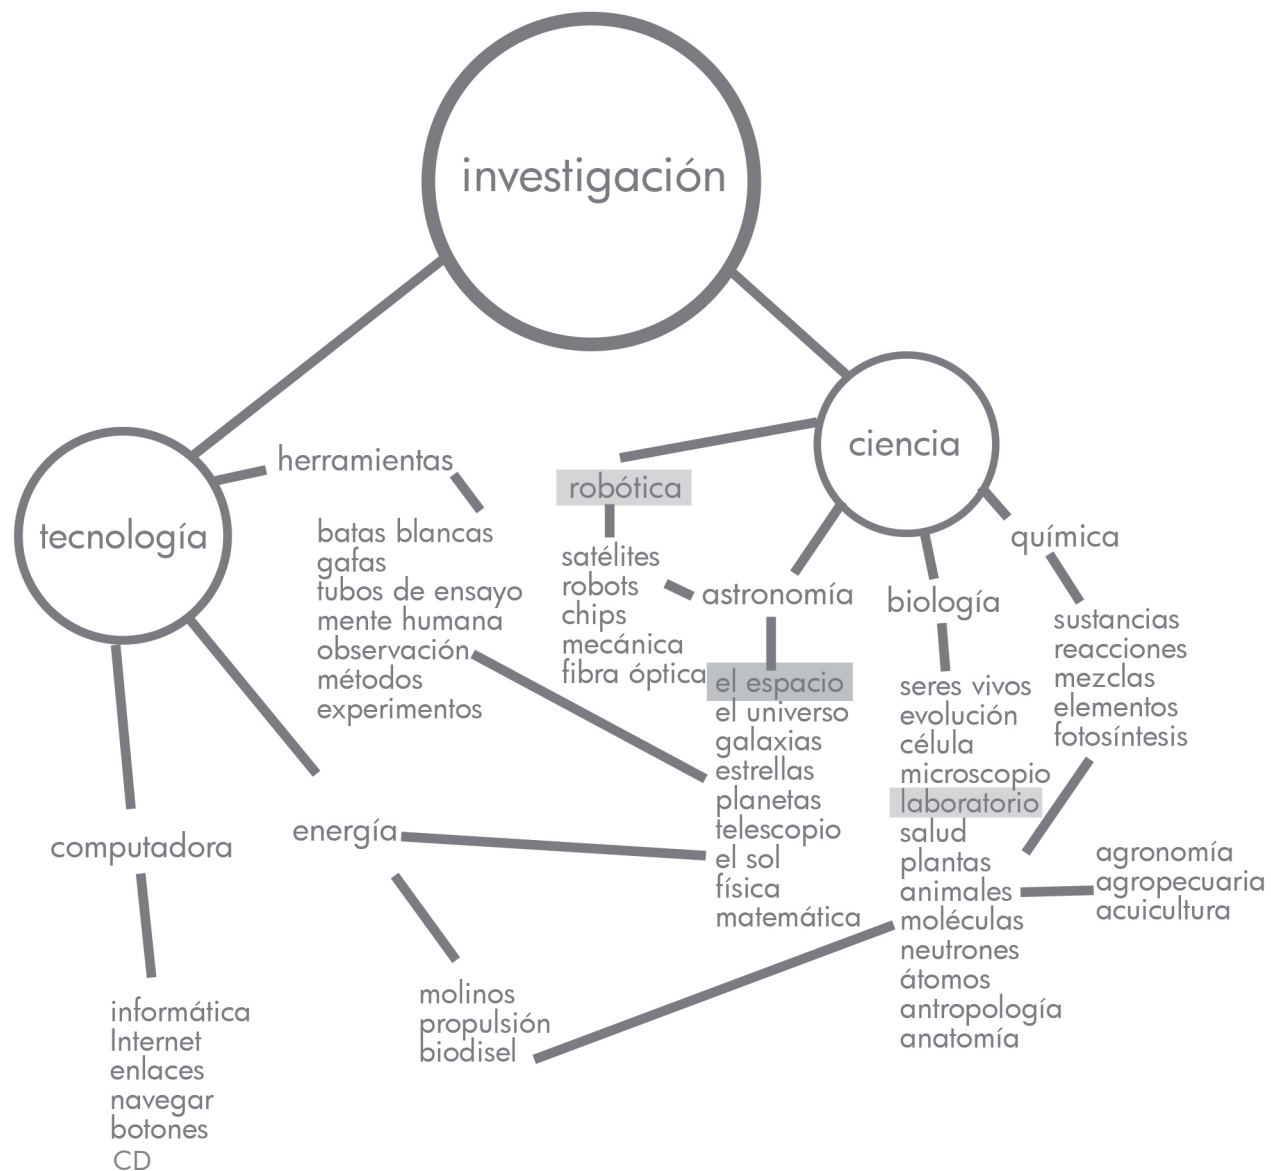 investigación
ciencia
tecnología
herramientas
batas blancas
gafas
tubos de ensayo
mente humana
observación
métodos
experimentos
robótica
satélites
robots
chips
mecánica
fibra óptica
astronomía
el espacio
el universo
galaxias
estrellas
planetas
telescopio
el sol
física
matemática
biología
seres vivos
evolución
célula
microscopio
laboratorio
salud
plantas
animales
moléculas
neutrones
átomos
antropología
anatomía
química
sustancias
reacciones
mezclas
elementos
fotosíntesis
agronomía
agropecuaria
acuicultura
computadora
informática
Internet
enlaces
navegar
botones
CD
energía
molinos
propulsión
biodisel